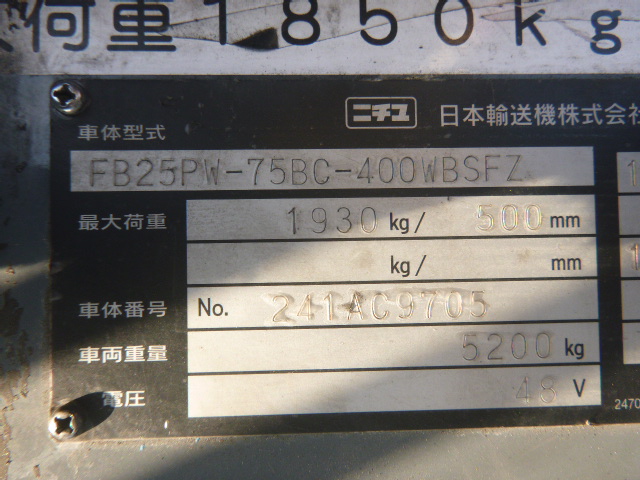 荷重1850kg
ニチユ 日本輸送機株式会社
車体型式
FB25PW-75BC-400WBSFZ
最大荷重 1930 kg/ 500 mm
kg/ mm
車体番号 No. 241AC9705
車両重量 5200 kg
電圧 48 V
2470